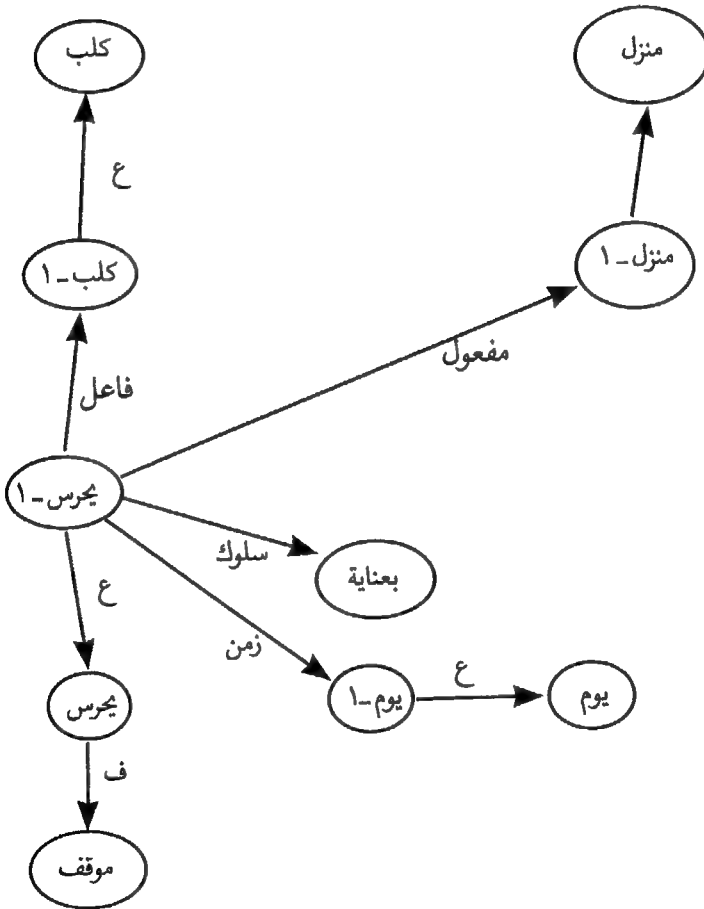 منزل
كلب
ع
منزل_١
كلب_١
مفعول
فاعل
يحرس_١
سلوك
بعناية
ع
زمن
ع
يوم
يوم_١
يحرس
ف
موقف